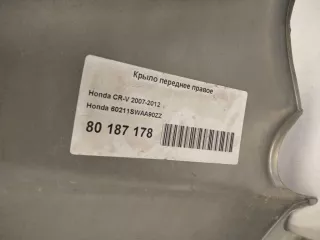 Крыло переднее правое
Honda CR-V 2007-2012
Honda 60211SWAA90ZZ
80 187 178